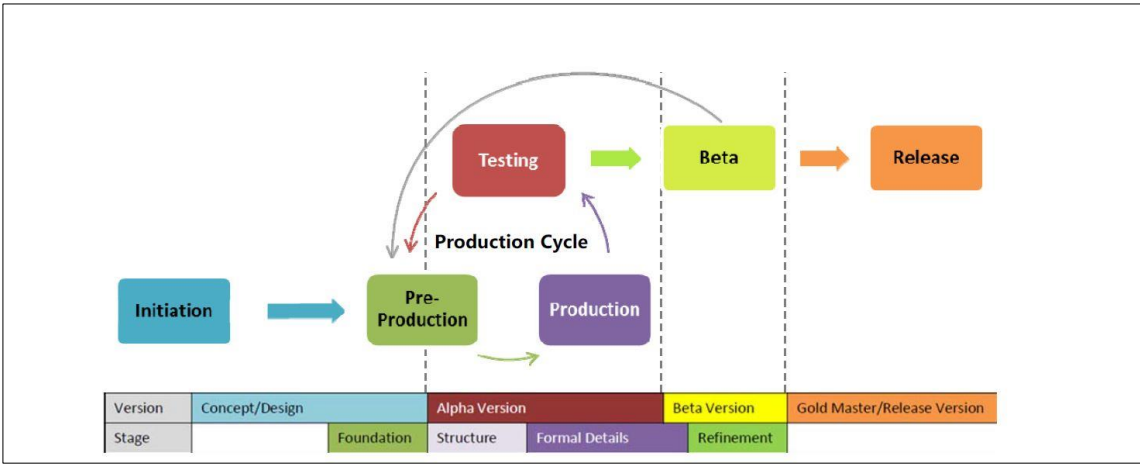 Testing
Beta
Release
Production Cycle
Initiation
Pre-
Production
Production
Version Concept/Design Alpha Version Beta Version Gold Master/Release Version
Stage Foundation Structure Formal Details Refinement